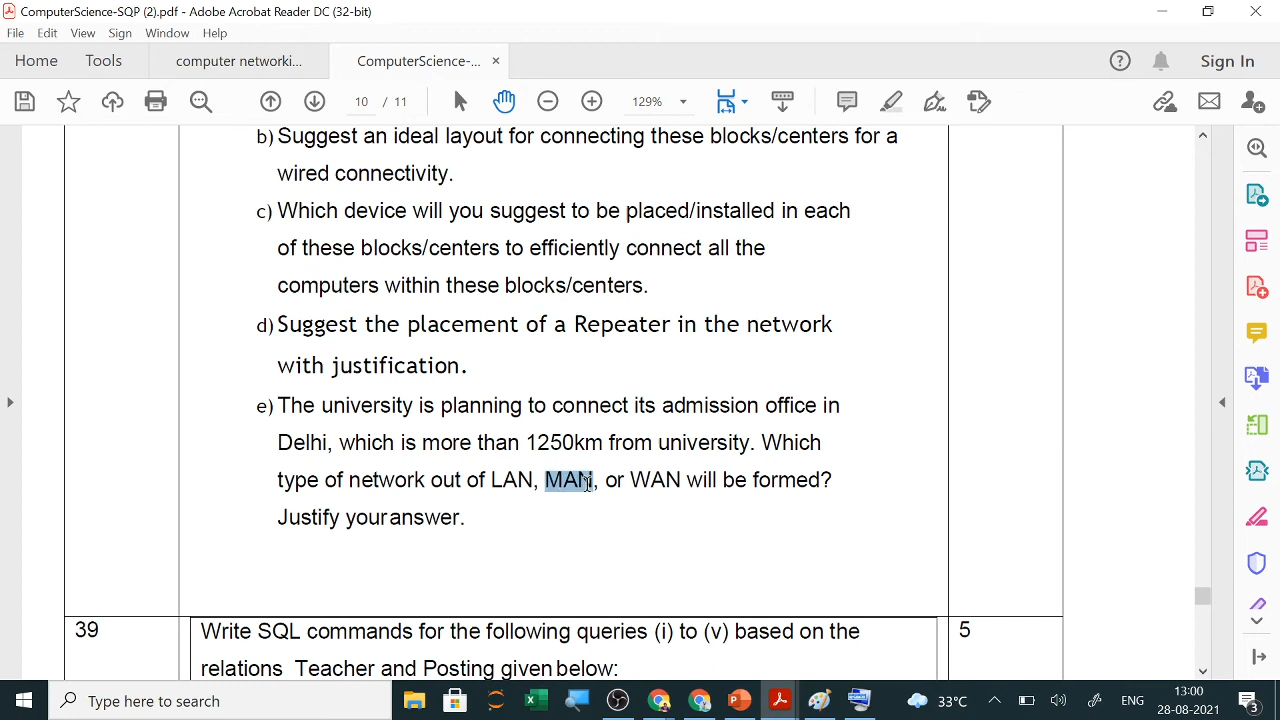 ComputerScience-SQP (2).pdf - Adobe Acrobat Reader DC (32-bit)
File Edit View Sign Window Help
Home Tools computer networki... ComputerScience-... × Sign In
10 / 11 129%
b) Suggest an ideal layout for connecting these blocks/centers for a
wired connectivity.
c) Which device will you suggest to be placed/installed in each
of these blocks/centers to efficiently connect all the
computers within these blocks/centers.
d) Suggest the placement of a Repeater in the network
with justification.
e) The university is planning to connect its admission office in
Delhi, which is more than 1250km from university. Which
type of network out of LAN, MAN, or WAN will be formed?
Justify youranswer.
39 Write SQL commands for the following queries (i) to (v) based on the 5
relations Teacher and Posting given below:
Type here to search 33°C ENG 13:00
28-08-2021 3